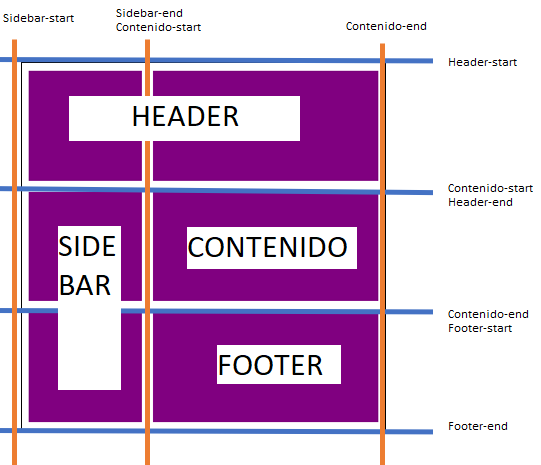 Sidebar-start
Sidebar-end
Contenido-start
Contenido-end
Header-start
HEADER
Contenido-start
Header-end
SIDE
BAR
CONTENIDO
Contenido-end
Footer-start
FOOTER
Footer-end